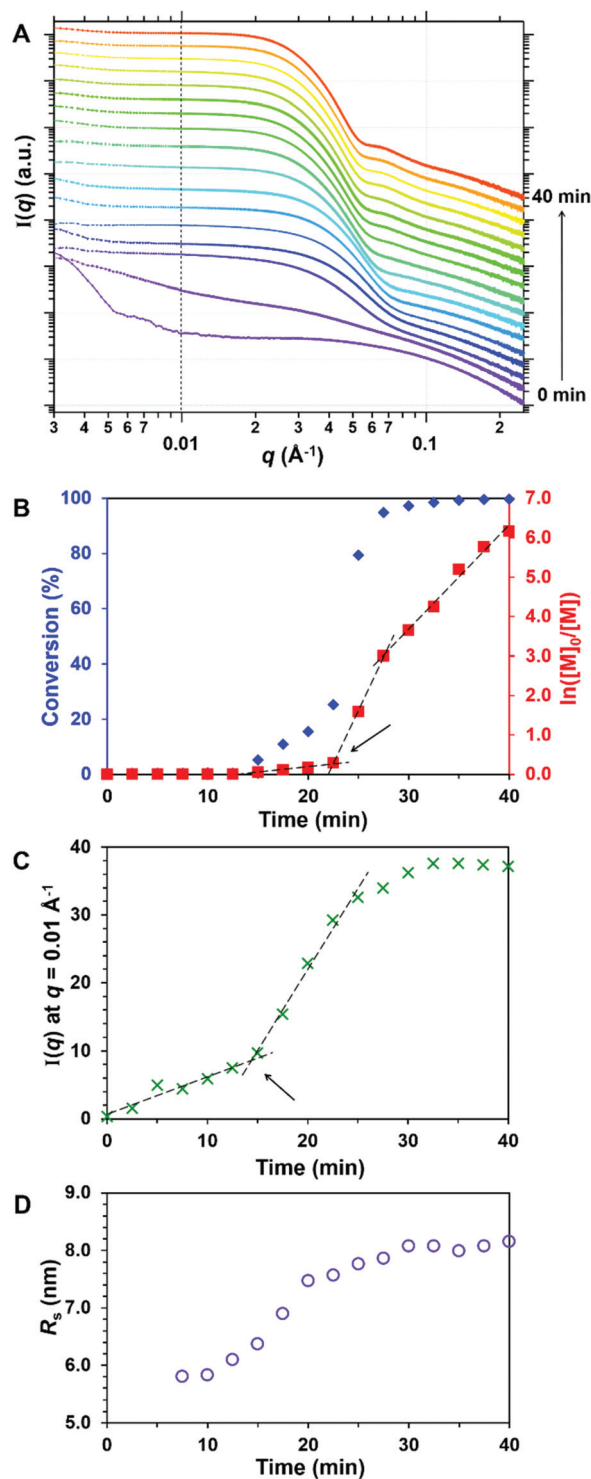 A
I(q) (a.u.)
40 min
0 min
3 4 5 6 7 0.01 2 3 4 5 6 7 0.1 2
q (Å⁻¹)
B
Conversion (%)
100
80
60
40
20
0
7.0
6.0
5.0
4.0
3.0
2.0
1.0
0.0
ln([M]₀/[M])
0 10 20 30 40
Time (min)
C
I(q) at q = 0.01 Å⁻¹
40
30
20
10
0
0 10 20 30 40
Time (min)
D
Rₛ (nm)
9.0
8.0
7.0
6.0
5.0
0 10 20 30 40
Time (min)